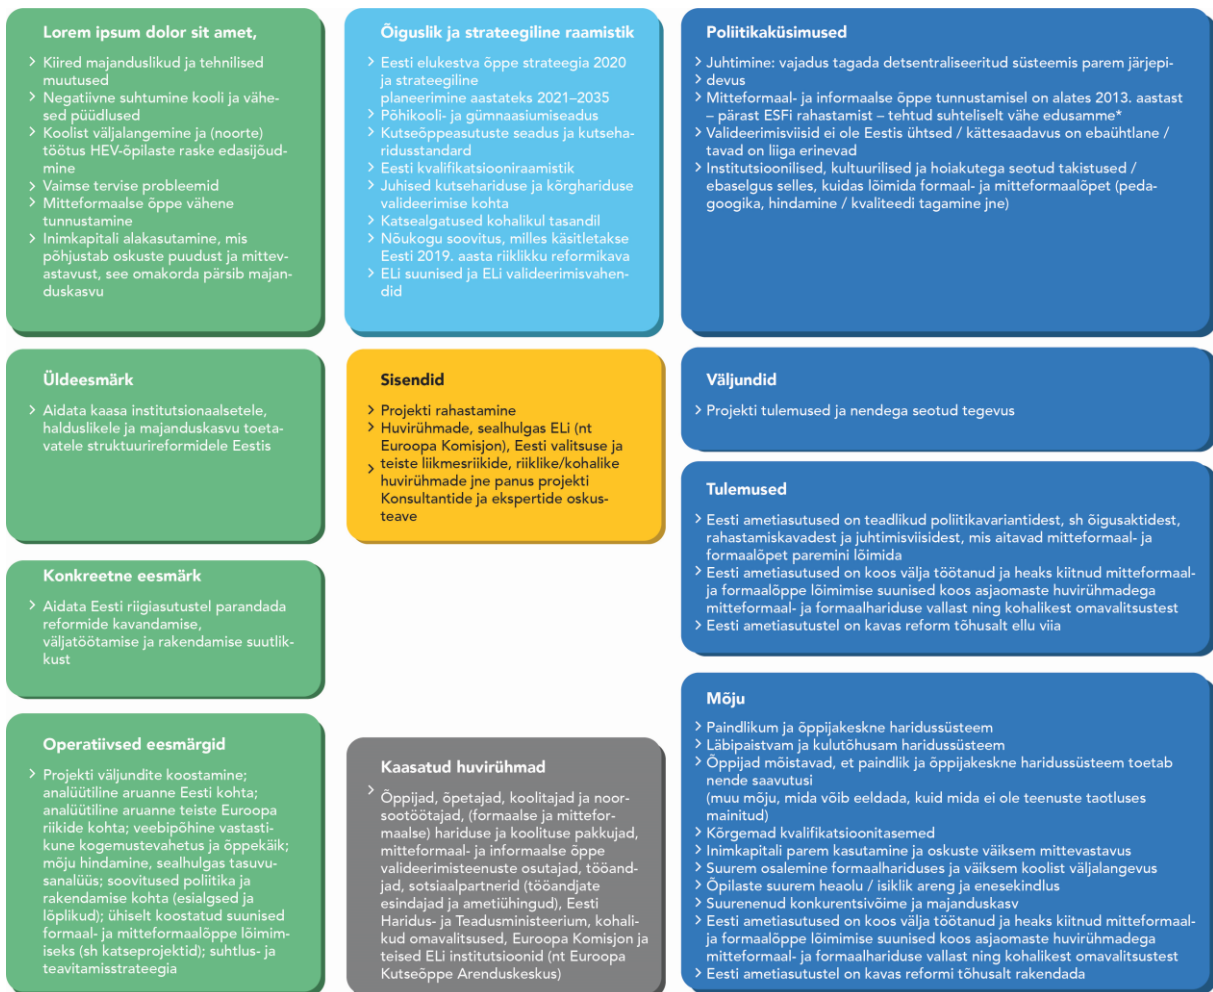 Lorem ipsum dolor sit amet,
> Kiired majanduslikud ja tehnilised
muutused
> Negatiivne suhtumine kooli ja vähe-
sed püüdlused
> Koolist väljalangemine ja (noorte)
töötus HEV-õpilaste raske edasijõud-
mine
> Vaimse tervise probleemid
> Mitteformaalse õppe vähene
tunnustamine
> Inimkapitali alakasutamine, mis
põhjustab oskuste puudust ja mittev-
astavust, see omakorda pärsib majan-
duskasvu
Õiguslik ja strateegiline raamistik
> Eesti elukestva õppe strateegia 2020
ja strateegiline
planeerimine aastateks 2021–2035
> Põhikooli- ja gümnaasiumiseadus
> Kutseõppeasutuste seadus ja kutseha-
ridusstandard
> Eesti kvalifikatsiooniraamistik
> Juhised kutsehariduse ja kõrghariduse
valideerimise kohta
> Katsealgatused kohalikul tasandil
> Nõukogu soovitus, milles käsitletakse
Eesti 2019. aasta riiklikku reformikava
> ELi suunised ja ELi valideerimisvahen-
did
Poliitikaküsimused
> Juhtimine: vajadus tagada detsentraliseeritud süsteemis parem järjepi-
> devus
> Mitteformaal- ja informaalse õppe tunnustamisel on alates 2013. aastast
– pärast ESFi rahastamist – tehtud suhteliselt vähe edusamme*
> Valideerimisviisid ei ole Eestis ühtsed / kättesaadavus on ebaühtlane /
tavad on liiga erinevad
> Institutsioonilised, kultuurilised ja hoiakutega seotud takistused /
ebaselgus selles, kuidas lõimida formaal- ja mitteformaalõpet (peda-
googika, hindamine / kvaliteedi tagamine jne)
Üldeesmärk
> Aidata kaasa institutsionaalsetele,
halduslikele ja majanduskasvu toeta-
vatele struktuurireformidele Eestis
Sisendid
> Projekti rahastamine
> Huvirühmade, sealhulgas ELi (nt
Euroopa Komisjon), Eesti valitsuse ja
> teiste liikmesriikide, riiklike/kohalike
huvirühmade jne panus projekti
Konsultantide ja ekspertide oskus-
teave
Väljundid
> Projekti tulemused ja nendega seotud tegevus
Tulemused
> Eesti ametiasutused on teadlikud poliitikavariantidest, sh õigusaktidest,
rahastamiskavadest ja juhtimisviisidest, mis aitavad mitteformaal- ja
formaalõpet paremini lõimida
> Eesti ametiasutused on koos välja töötanud ja heaks kiitnud mitteformaal-
ja formaalõppe lõimimise suunised koos asjaomaste huvirühmadega
mitteformaal- ja formaalhariduse vallast ning kohalikest omavalitsustest
> Eesti ametiasutustel on kavas reform tõhusalt ellu viia
Konkreetne eesmärk
> Aidata Eesti riigiasutustel parandada
reformide kavandamise,
väljatöötamise ja rakendamise suutlik-
kust
Operatiivsed eesmärgid
> Projekti väljundite koostamine;
analüütiline aruanne Eesti kohta;
analüütiline aruanne teiste Euroopa
riikide kohta; veebipõhine vastasti-
kune kogemustevahetus ja õppekäik;
mõju hindamine, sealhulgas tasuvu-
sanalüüs; soovitused poliitika ja
rakendamise kohta (esialgsed ja
lõplikud); ühiselt koostatud suunised
formaal- ja mitteformaalõppe lõimim-
iseks (sh katseprojektid); suhtlus- ja
teavitamisstrateegia
Kaasatud huvirühmad
> Õppijad, õpetajad, koolitajad ja noor-
sootöötajad, (formaalse ja mittefor-
maalse) hariduse ja koolituse pakkujad,
mitteformaal- ja informaalse õppe
valideerimisteenuste osutajad, tööand-
jad, sotsiaalpartnerid (tööandjate
esindajad ja ametiühingud), Eesti
Haridus- ja Teadusministeerium, kohali-
kud omavalitsused, Euroopa Komisjon ja
teised ELi institutsioonid (nt Euroopa
Kutseõppe Arenduskeskus)
Mõju
> Paindlikum ja õppijakeskne haridussüsteem
> Läbipaistvam ja kulutõhusam haridussüsteem
> Õppijad mõistavad, et paindlik ja õppijakeskne haridussüsteem toetab
nende saavutusi
(muu mõju, mida võib eeldada, kuid mida ei ole teenuste taotluses
mainitud)
> Kõrgemad kvalifikatsioonitasemed
> Inimkapitali parem kasutamine ja oskuste väiksem mittevastavus
> Suurem osalemine formaalhariduses ja väiksem koolist väljalangevus
> Õpilaste suurem heaolu / isiklik areng ja enesekindlus
> Suurenenud konkurentsivõime ja majanduskasv
> Eesti ametiasutused on koos välja töötanud ja heaks kiitnud mitteformaal-
ja formaalõppe lõimimise suunised koos asjaomaste huvirühmadega
mitteformaal- ja formaalhariduse vallast ning kohalikest omavalitsustest
> Eesti ametiasutustel on kavas reformi tõhusalt rakendada